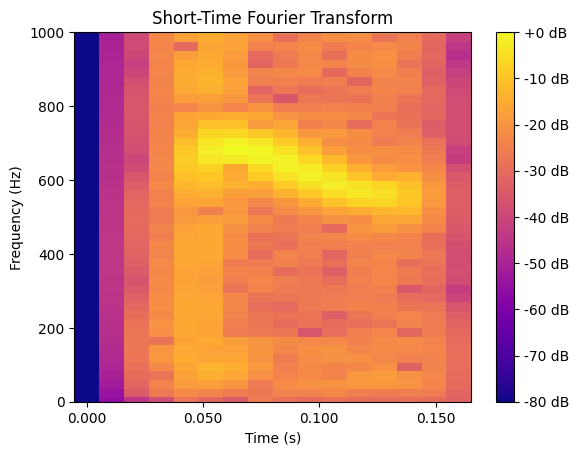 Short-Time Fourier Transform
1000
800
600
400
200
0
Frequency (Hz)
0.000
0.050
0.100
0.150
Time (s)
+0 dB
-10 dB
-20 dB
-30 dB
-40 dB
-50 dB
-60 dB
-70 dB
-80 dB